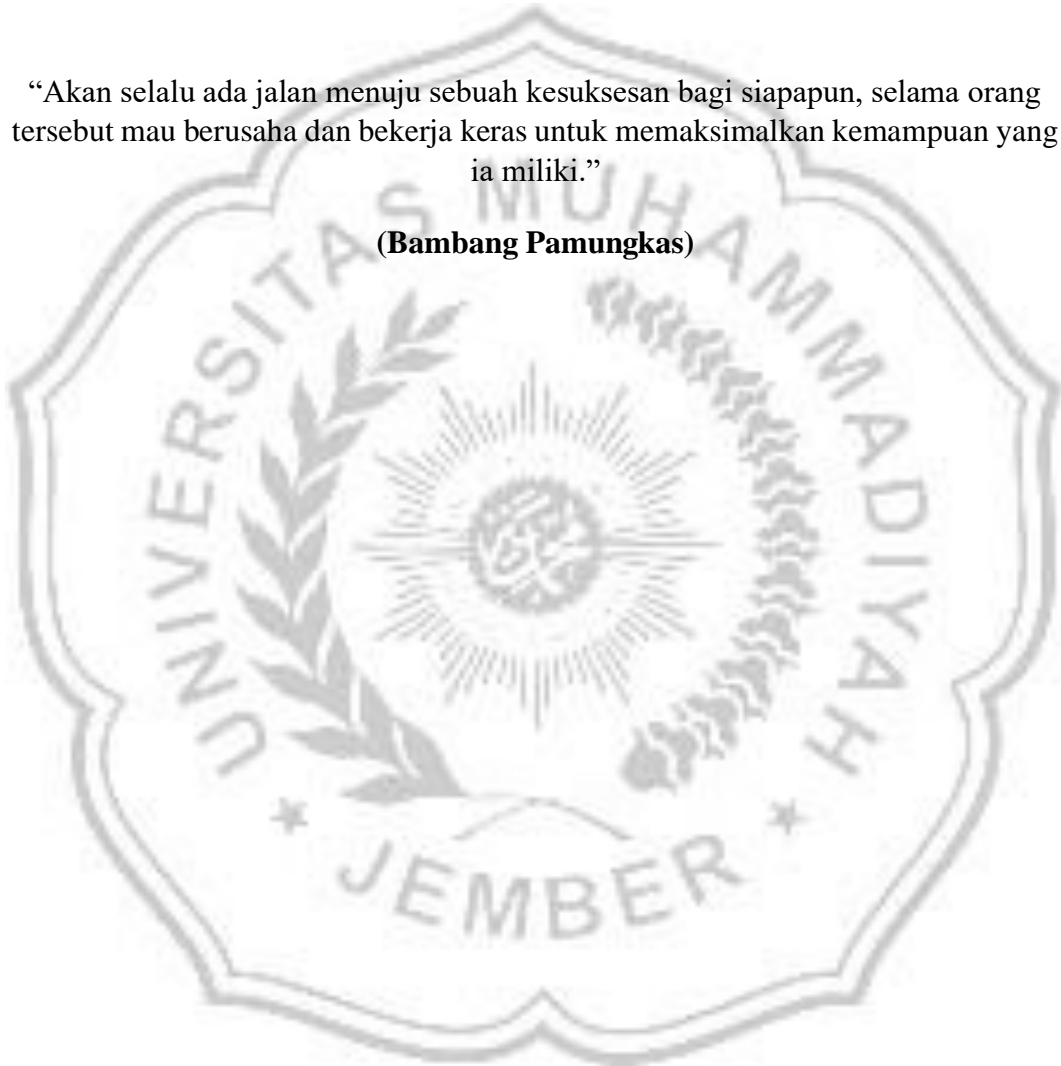 “Akan selalu ada jalan menuju sebuah kesuksesan bagi siapapun, selama orang
tersebut mau berusaha dan bekerja keras untuk memaksimalkan kemampuan yang
ia miliki.”
(Bambang Pamungkas)
UNIVERSITAS MUHAMMADIYAH
JEMBER